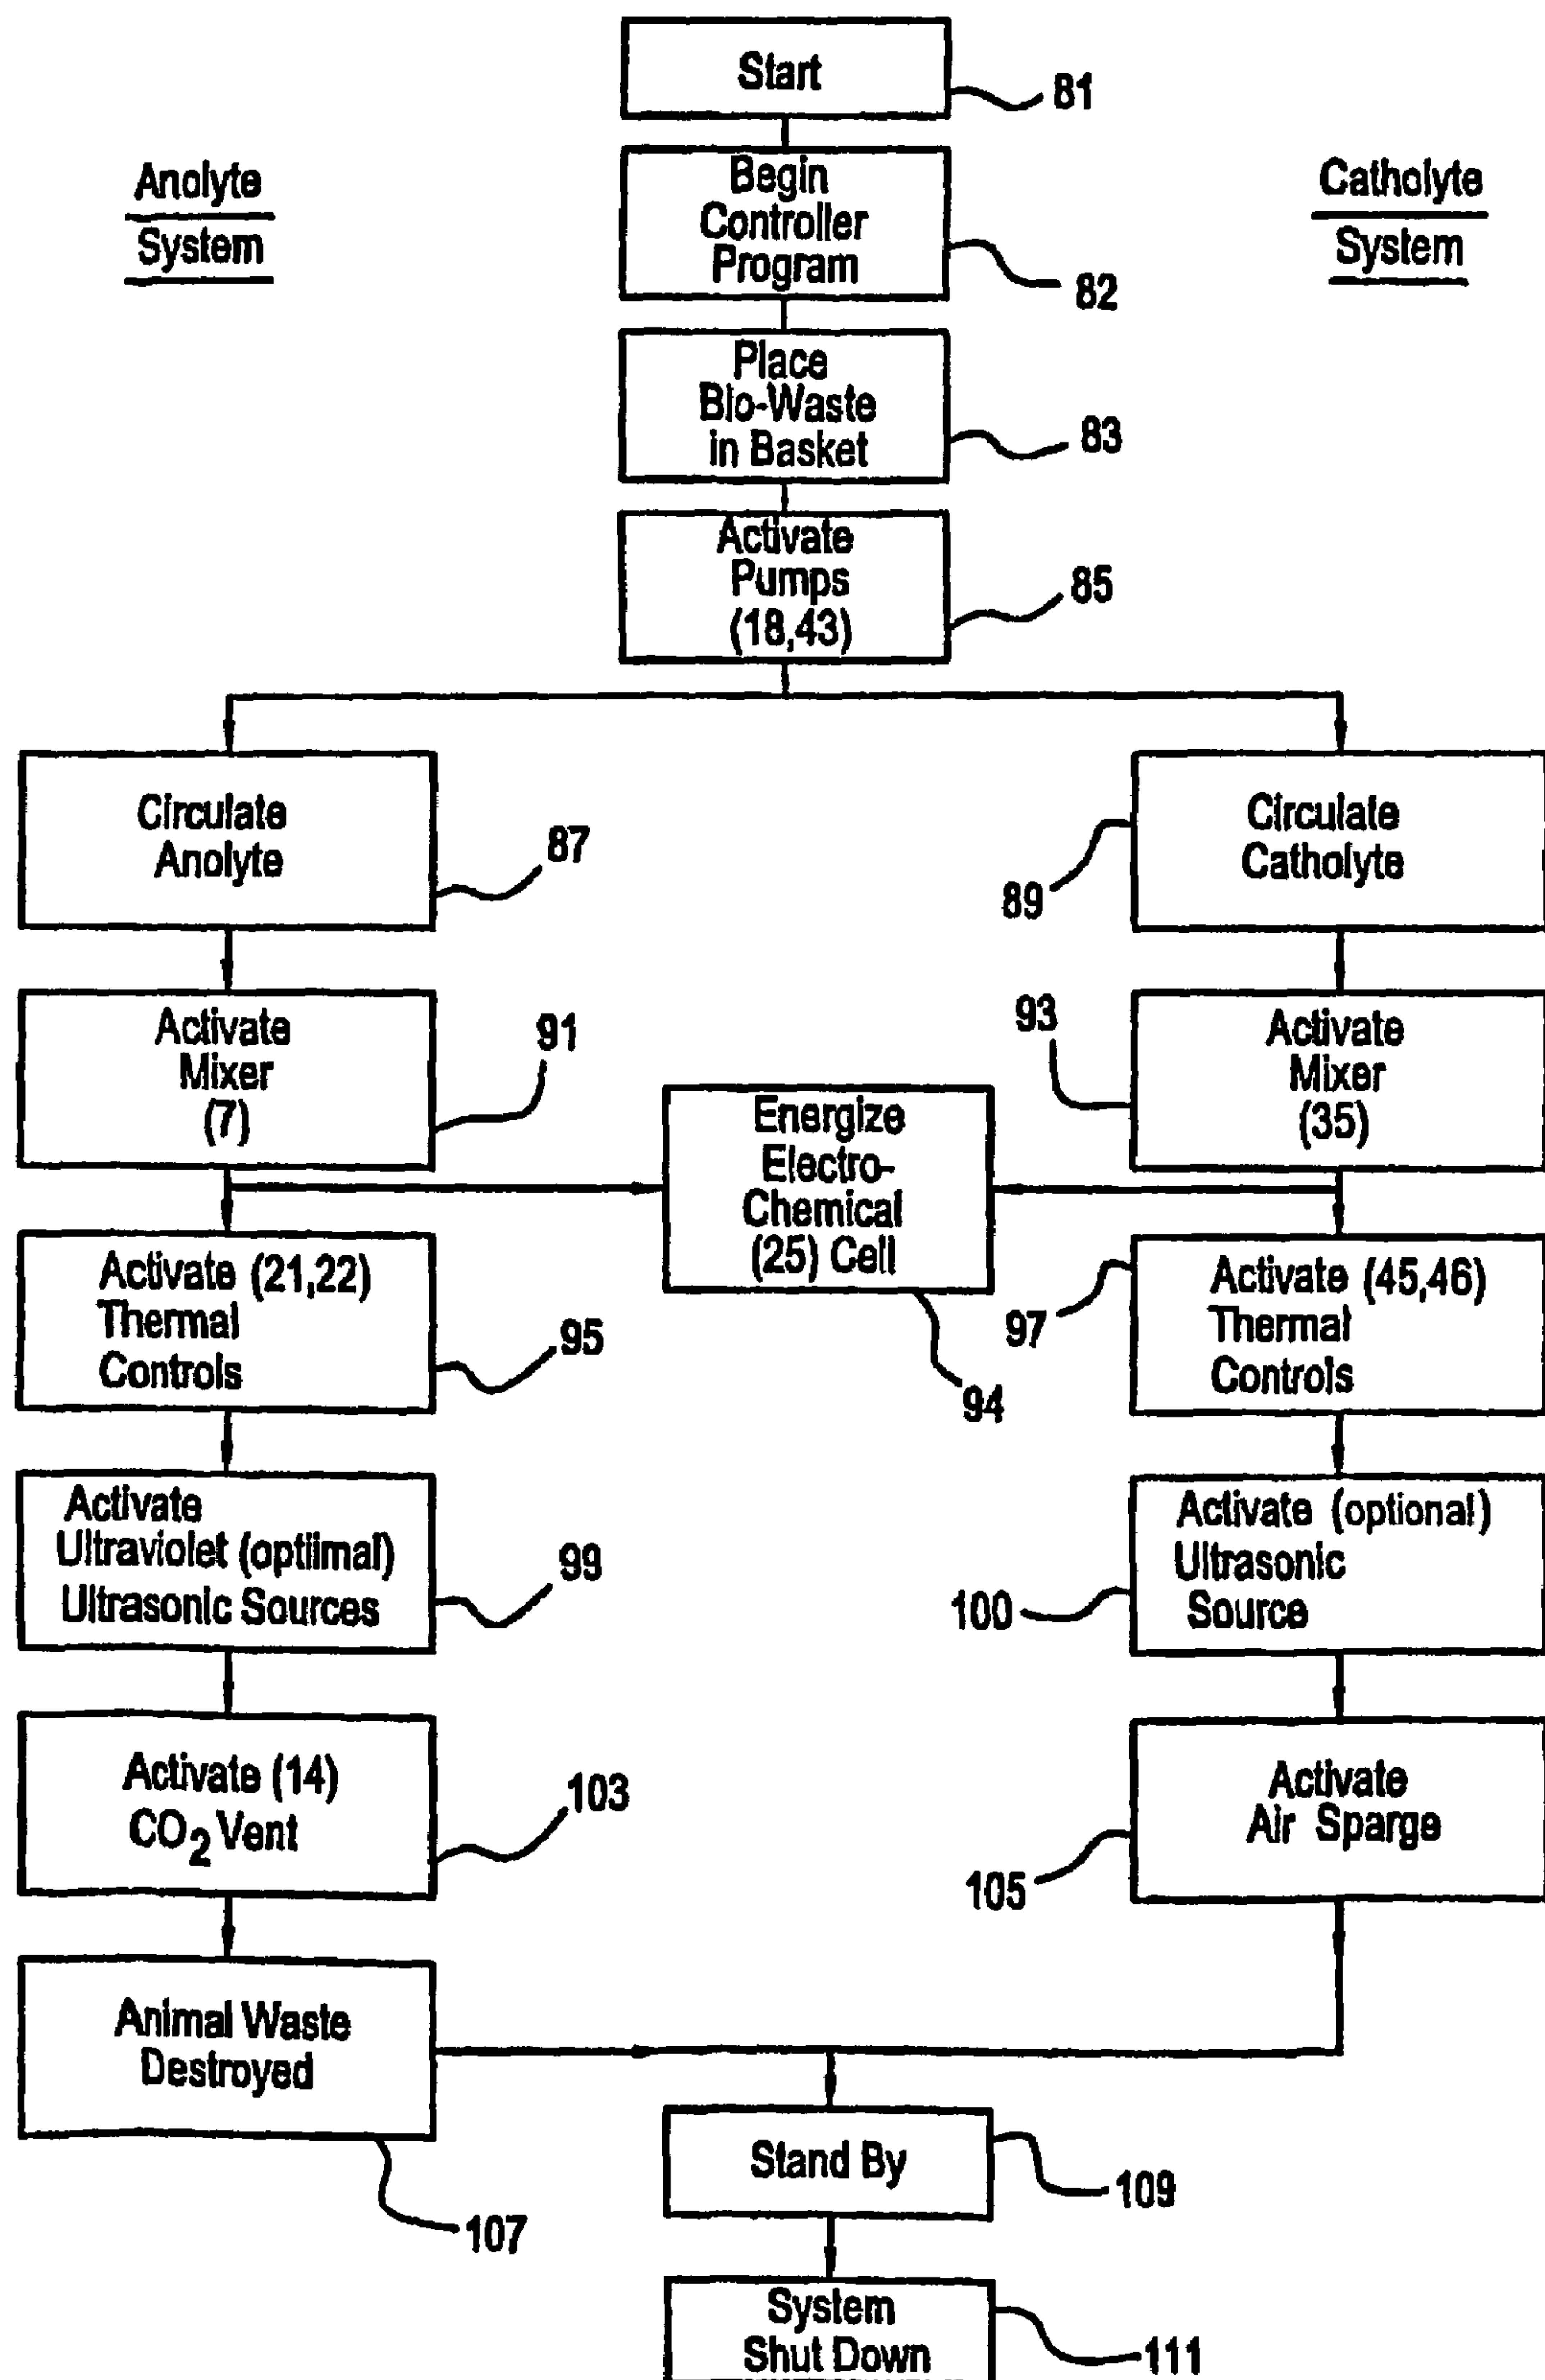 Start
81
Anolyte
System
Catholyte
System
Begin
Controller
Program
82
Place
Bio-Waste
in Basket
83
Activate
Pumps
(18,43)
85
Circulate
Anolyte
87
Circulate
Catholyte
89
Activate
Mixer
(7)
91
Activate
Mixer
(35)
93
Energize
Electro-
Chemical
(25) Cell
94
Activate (21,22)
Thermal
Controls
95
Activate (45,46)
Thermal
Controls
97
Activate
Ultraviolet (optiimal)
Ultrasonic Sources
99
Activate (optional)
Ultrasonic
Source
100
Activate (14)
CO2 Vent
103
Activate
Air Sparge
105
Animal Waste
Destroyed
107
Stand By
109
System
Shut Down
111